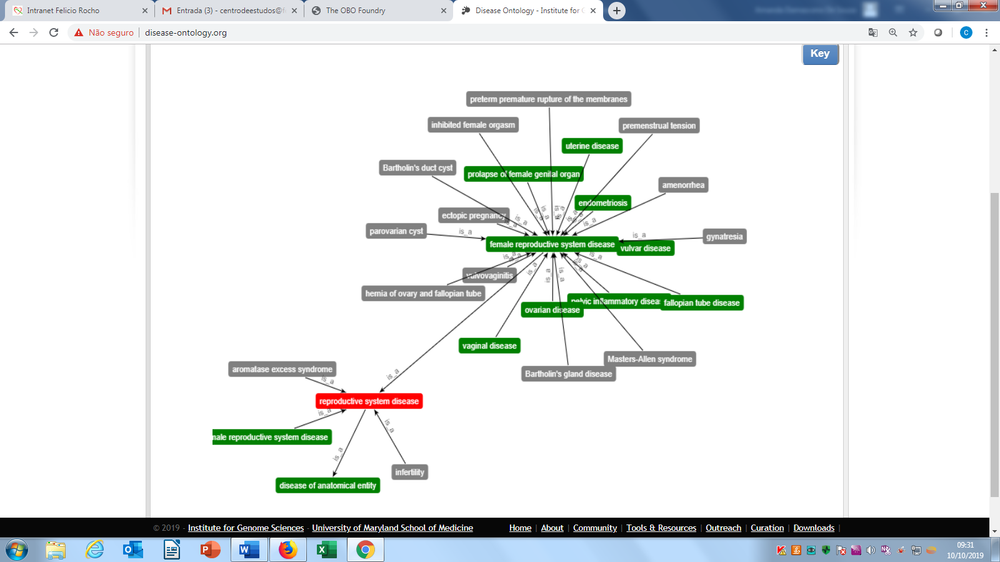 Intranet Felicio Rocho
Entrada (3) - centrodeestudos@f
The OBO Foundry
Disease Ontology - Institute for G
Não seguro
disease-ontology.org
C
Key
preterm premature rupture of the membranes
inhibited female orgasm
premenstrual tension
uterine disease
Bartholin's duct cyst
prolapse of female genital organ
amenorrhea
endometriosis
ectopic pregnancy
parovarian cyst
is_a
is_a
gynatresia
female reproductive system disease
vulvar disease
vulvovaginitis
hernia of ovary and fallopian tube
pelvic inflammatory diseas
fallopian tube disease
ovarian disease
vaginal disease
Masters-Allen syndrome
Bartholin's gland disease
aromatase excess syndrome
is_a
is_a
reproductive system disease
is_a
is_a
male reproductive system disease
is_a
infertility
disease of anatomical entity
© 2019 - Institute for Genome Sciences - University of Maryland School of Medicine
Home | About | Community | Tools & Resources | Outreach | Curation | Downloads |
09:31
10/10/2019